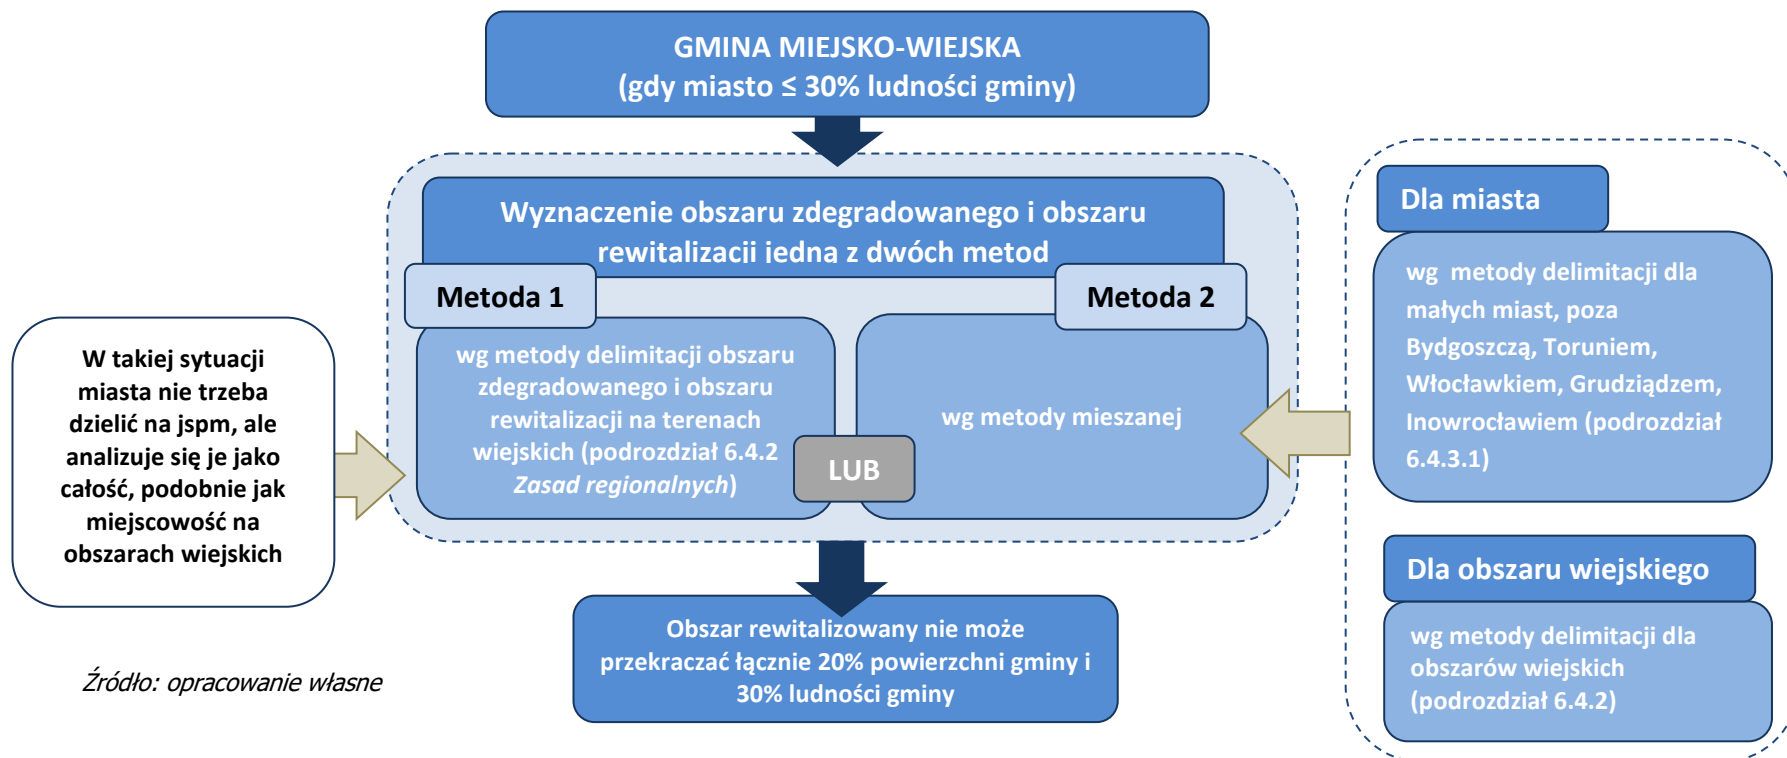 GMINA MIEJSKO-WIEJSKA
(gdy miasto ≤ 30% ludności gminy)
Wyznaczenie obszaru zdegradowanego i obszaru
rewitalizacji jedną z dwóch metod
Metoda 1
wg metody delimitacji obszaru
zdegradowanego i obszaru
rewitalizacji na terenach
wiejskich (podrozdział 6.4.2
Zasad regionalnych)
LUB
Metoda 2
wg metody mieszanej
W takiej sytuacji
miasta nie trzeba
dzielić na jspm, ale
analizuje się je jako
całość, podobnie jak
miejscowość na
obszarach wiejskich
Dla miasta
wg metody delimitacji dla
małych miast, poza
Bydgoszczą, Toruniem,
Włocławkiem, Grudziądzem,
Inowrocławiem (podrozdział
6.4.3.1)
Dla obszaru wiejskiego
wg metody delimitacji dla
obszarów wiejskich
(podrozdział 6.4.2)
Obszar rewitalizowany nie może
przekraczać łącznie 20% powierzchni gminy i
30% ludności gminy
Źródło: opracowanie własne